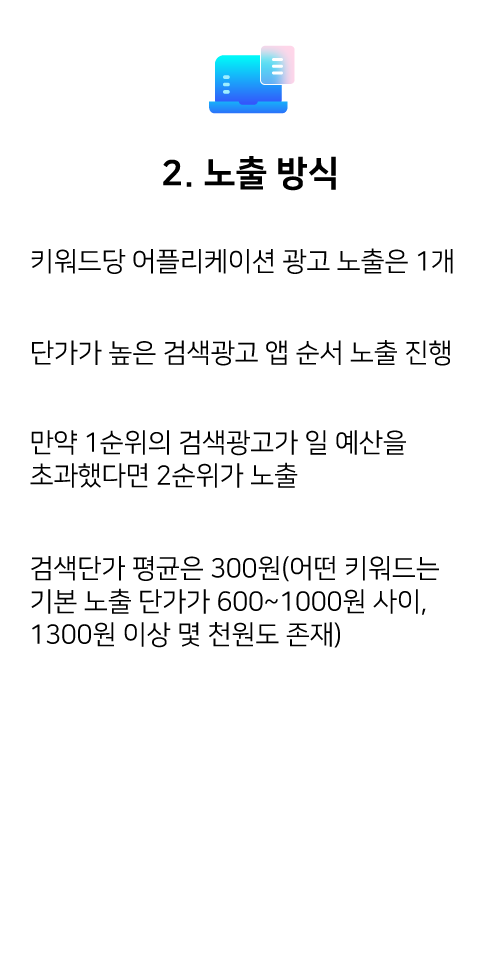 2. 노출 방식
키워드당 어플리케이션 광고 노출은 1개
단가가 높은 검색광고 앱 순서 노출 진행
만약 1순위의 검색광고가 일 예산을
초과했다면 2순위가 노출
검색단가 평균은 300원(어떤 키워드는
기본 노출 단가가 600~1000원 사이,
1300원 이상 몇 천원도 존재)